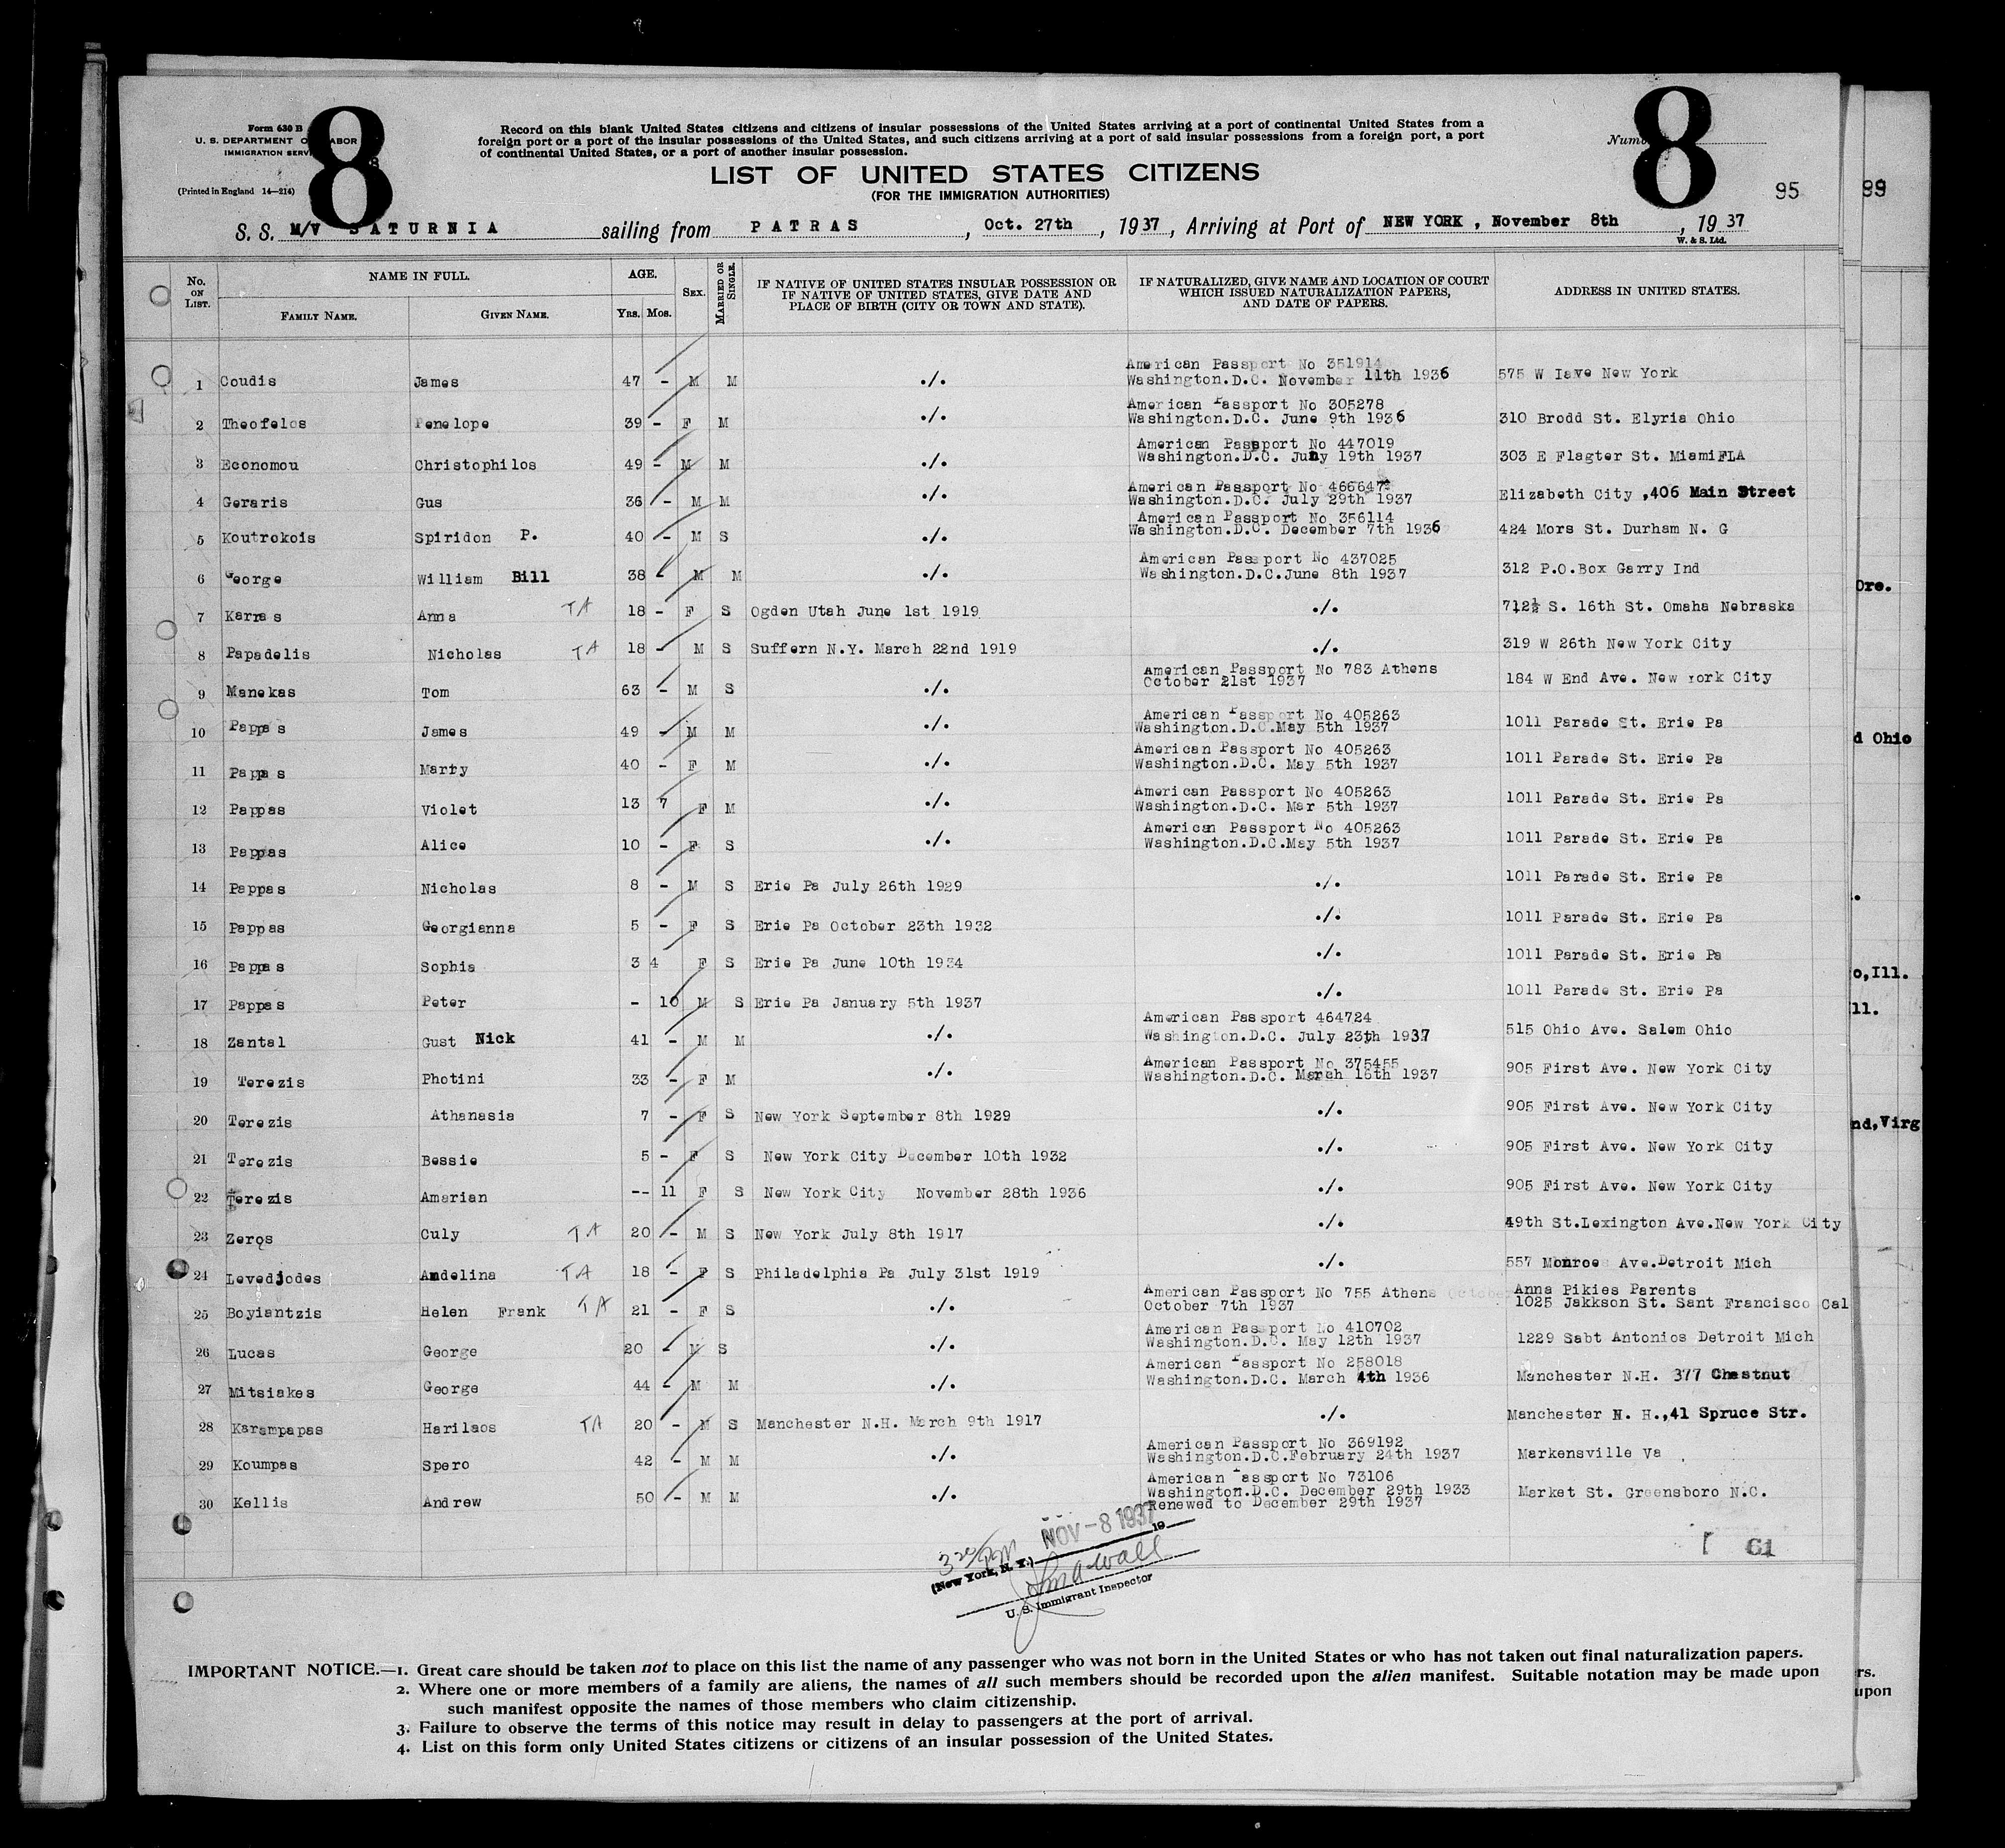 8
8
Form 630 B
U. S. DEPARTMENT OF LABOR
IMMIGRATION SERVICE
(Printed in England 14—214)
Record on this blank United States citizens and citizens of insular possessions of the United States arriving at a port of continental United States from a
foreign port or a port of the insular possessions of the United States, and such citizens arriving at a port of said insular possessions from a foreign port, a port
of continental United States, or a port of another insular possession.
95
99
LIST OF UNITED STATES CITIZENS
(FOR THE IMMIGRATION AUTHORITIES)
S. S. M/V SATURNIA sailing from PATRAS, Oct. 27th, 1937, Arriving at Port of NEW YORK, November 8th, 1937
W. & S. Ltd.
No. ON LIST. NAME IN FULL. FAMILY NAME. GIVEN NAME. AGE. YRS. MOS. SEX. MARRIED OR SINGLE. IF NATIVE OF UNITED STATES INSULAR POSSESSION OR IF NATIVE OF UNITED STATES, GIVE DATE AND PLACE OF BIRTH (CITY OR TOWN AND STATE). IF NATURALIZED, GIVE NAME AND LOCATION OF COURT WHICH ISSUED NATURALIZATION PAPERS, AND DATE OF PAPERS. ADDRESS IN UNITED STATES.
1 Coudis James 47 - M M ./. American Passport No 351914 Washington.D.C. November 11th 1936 575 W Iave New York
2 Theofelos Penelope 39 - F M ./. American Passport No 305278 Washington.D.C. June 9th 1936 310 Brodd St. Elyria Ohio
3 Economou Christophilos 49 - M M ./. American Passport No 447019 Washington.D.C. Juny 19th 1937 303 E Flagter St. Miami FLA
4 Geraris Gus 36 - M M ./. American Passport No 466647 Washington.D.C. July 29th 1937 Elizabeth City ,406 Main Street
5 Koutrokois Spiridon P. 40 - M S ./. American Passport No 356114 Washington.D.C. December 7th 1936 424 Mors St. Durham N. G
6 George William Bill 38 - M M ./. American Passport No 437025 Washington.D.C.June 8th 1937 312 P.O.Box Garry Ind
7 Karras Anna TA 18 - F S Ogden Utah June 1st 1919 ./. 712½ S. 16th St. Omaha Nebraska
8 Papadelis Nicholas TA 18 - M S Suffern N.Y. March 22nd 1919 ./. 319 W 26th New York City
9 Manekas Tom 63 - M S ./. American Passport No 783 Athens October 21st 1937 184 W End Ave. New York City
10 Pappas James 49 - M M ./. American Passport No 405263 Washington.D.C.May 5th 1937 1011 Parade St. Erie Pa
11 Pappas Marry 40 - F M ./. American Passport No 405263 Washington.D.C. May 5th 1937 1011 Parade St. Erie Pa
12 Pappas Violet 13 7 F M ./. American Passport No 405263 Washington.D.C. Mar 5th 1937 1011 Parade St. Erie Pa
13 Pappas Alice 10 - F S ./. American Passport No 405263 Washington.D.C.May 5th 1937 1011 Parade St. Erie Pa
14 Pappas Nicholas 8 - M S Erie Pa July 26th 1929 ./. 1011 Parade St. Erie Pa
15 Pappas Georgianna 5 - F S Erie Pa October 23th 1932 ./. 1011 Parade St. Erie Pa
16 Pappas Sophia 3 4 F S Erie Pa June 10th 1934 ./. 1011 Parade St. Erie Pa
17 Pappas Peter - 10 M S Erie Pa January 5th 1937 ./. 1011 Parade St. Erie Pa
18 Zantal Gust Nick 41 - M M ./. American Passport 464724 Washington.D.C. July 23th 1937 515 Ohio Ave. Salem Ohio
19 Terezis Photini 33 - F M ./. American Passport No 375455 Washington.D.C. March 15th 1937 905 First Ave. New York City
20 Terezis Athanasia 7 - F S New York September 8th 1929 ./. 905 First Ave. New York City
21 Terezis Bessie 5 - F S New York City December 10th 1932 ./. 905 First Ave. New York City
22 Terezis Amarian -- 11 F S New York City November 28th 1936 ./. 905 First Ave. New York City
23 Zeros Culy TA 20 - M S New York July 8th 1917 ./. 49th St.Lexington Ave.New York City
24 Levedjodes Andelina TA 18 - F S Philadelphia Pa July 31st 1919 ./. 557 Monroe Ave.Detroit Mich
25 Boyiantzis Helen Frank TA 21 - F S ./. American Passport No 755 Athens October 7th 1937 Anna Pikies Parents 1025 Jakkson St. Sant Francisco Cal
26 Lucas George 20 - M S ./. American Passport No 410702 Washington.D.C. May 12th 1937 1229 Sabt Antonios Detroit Mich
27 Mitsiakes George 44 - M M ./. American Passport No 258018 Washington.D.C. March 4th 1936 Manchester N.H. 377 Chestnut
28 Karampapas Harilaos TA 20 - M S Manchester N.H. March 9th 1917 ./. Manchester N. H.,41 Spruce Str.
29 Koumpas Spero 42 - M M ./. American Passport No 369192 Washington.D.C.February 24th 1937 Markensville Va
30 Kellis Andrew 50 - M M ./. American Passport No 73106 Washington.D.C. December 29th 1933 Renewed to December 29th 1937 Market St. Greensboro N.C.
NOV -8 1937 19
(New York, N. Y.)
U. S. Immigrant Inspector
61
Ore.
d Ohio
o,Ill.
ll.
nd,Virg
rs.
upon
IMPORTANT NOTICE.—1. Great care should be taken not to place on this list the name of any passenger who was not born in the United States or who has not taken out final naturalization papers.
2. Where one or more members of a family are aliens, the names of all such members should be recorded upon the alien manifest. Suitable notation may be made upon
such manifest opposite the names of those members who claim citizenship.
3. Failure to observe the terms of this notice may result in delay to passengers at the port of arrival.
4. List on this form only United States citizens or citizens of an insular possession of the United States.